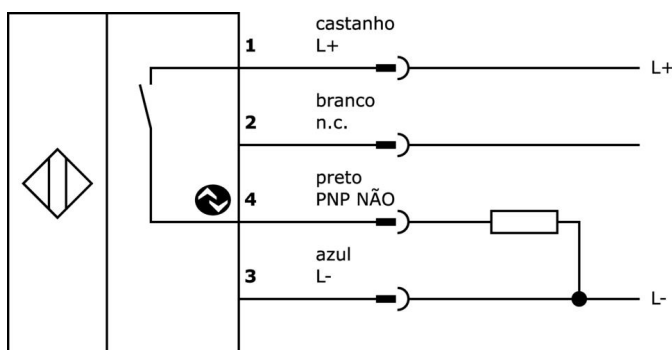 castanho
1 L+
L+
branco
2 n.c.
preto
4 PNP NÃO
azul
3 L-
L-